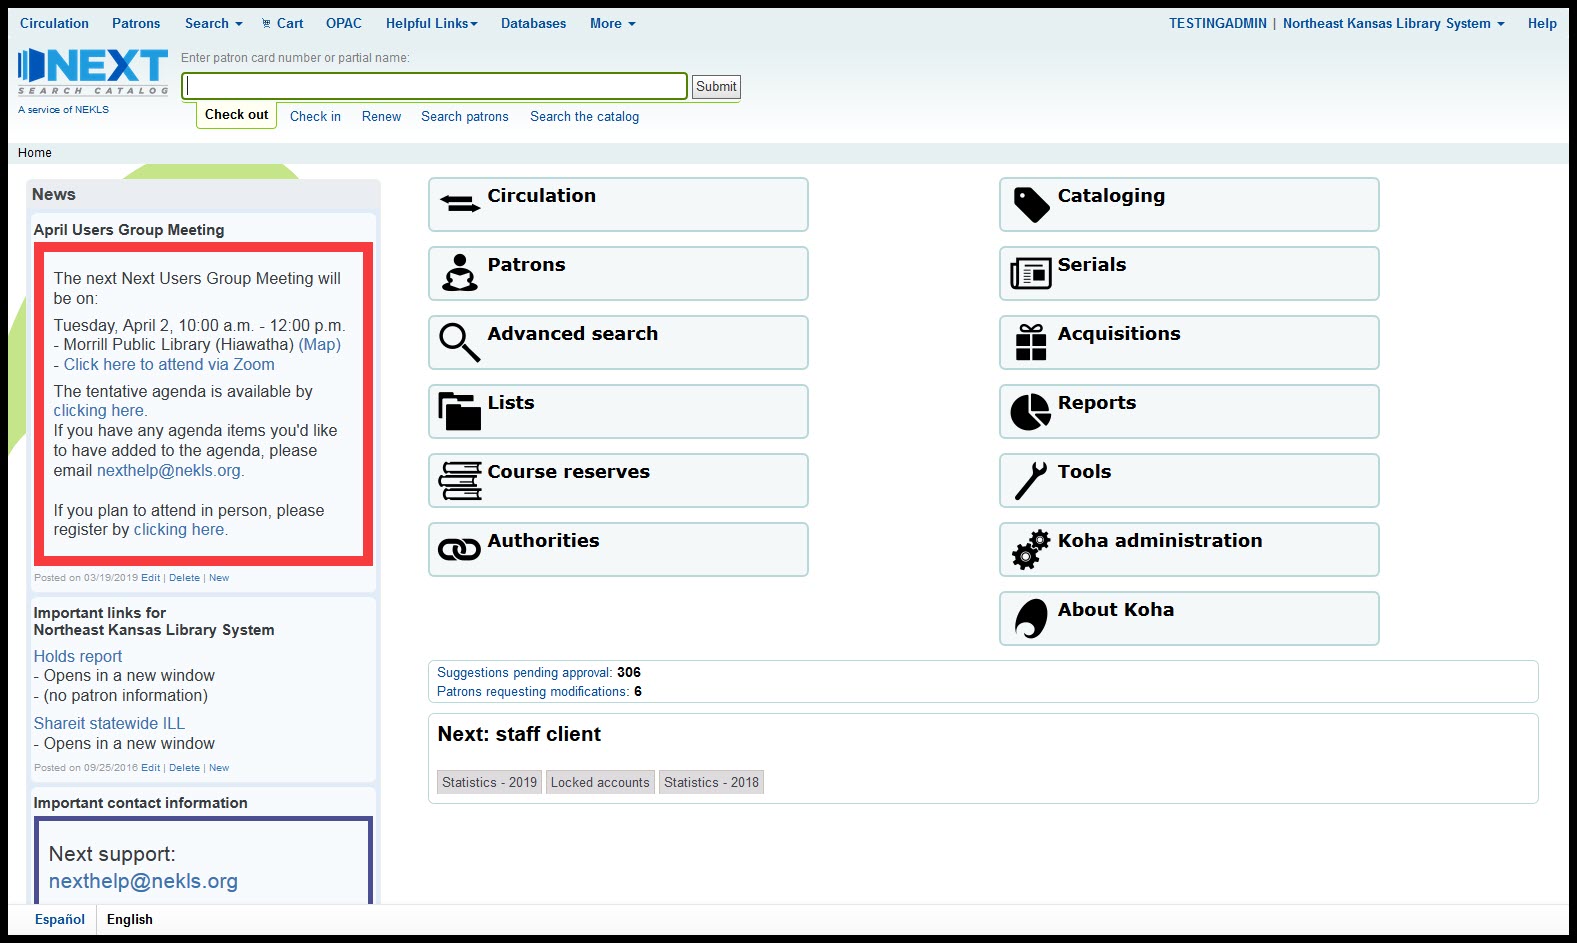 Circulation Patrons Search Cart OPAC Helpful Links Databases More TESTINGADMIN | Northeast Kansas Library System Help
NEXT
SEARCH CATALOG
A service of NEKLS
Enter patron card number or partial name:
Submit
Check out Check in Renew Search patrons Search the catalog
Home
News
April Users Group Meeting
The next Next Users Group Meeting will
be on:
Tuesday, April 2, 10:00 a.m. - 12:00 p.m.
- Morrill Public Library (Hiawatha) (Map)
- Click here to attend via Zoom
The tentative agenda is available by
clicking here.
If you have any agenda items you'd like
to have added to the agenda, please
email nexthelp@nekls.org.
If you plan to attend in person, please
register by clicking here.
Posted on 03/19/2019 Edit | Delete | New
Important links for
Northeast Kansas Library System
Holds report
- Opens in a new window
- (no patron information)
Shareit statewide ILL
- Opens in a new window
Posted on 09/25/2016 Edit | Delete | New
Important contact information
Next support:
nexthelp@nekls.org
Circulation
Patrons
Advanced search
Lists
Course reserves
Authorities
Cataloging
Serials
Acquisitions
Reports
Tools
Koha administration
About Koha
Suggestions pending approval: 306
Patrons requesting modifications: 6
Next: staff client
Statistics - 2019 Locked accounts Statistics - 2018
Español English